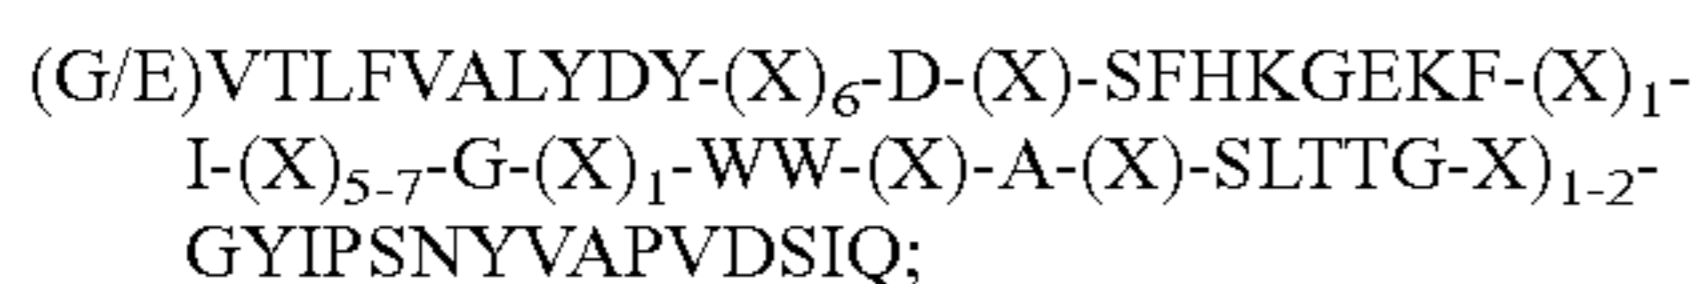 (G/E)VTLFVALYDY-(X)₆-D-(X)-SFHKGEKF-(X)₁-
I-(X)₅₋₇-G-(X)₁-WW-(X)-A-(X)-SLTTG-X)₁₋₂-
GYIPSNYVAPVDSIQ;